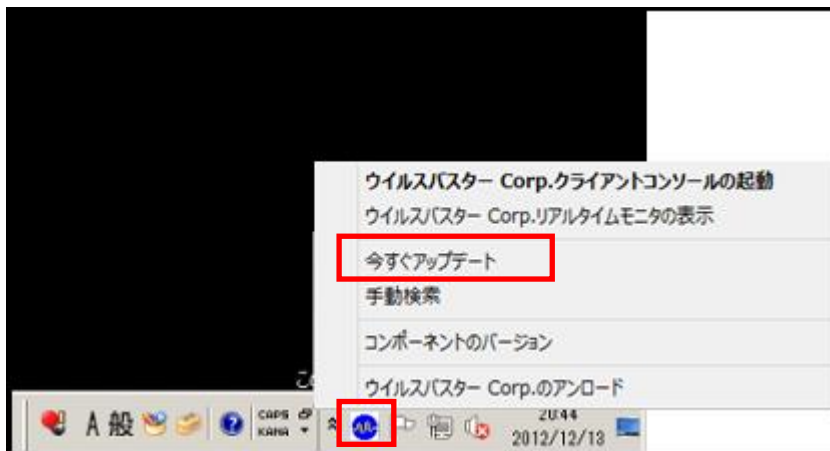 ウイルスバスター Corp.クライアントコンソールの起動
ウイルスバスター Corp.リアルタイムモニタの表示
今すぐアップデート
手動検索
コンポーネントのバージョン
ウイルスバスター Corp.のアンロード
A 般
CAPS
KANA
20:44
2012/12/13